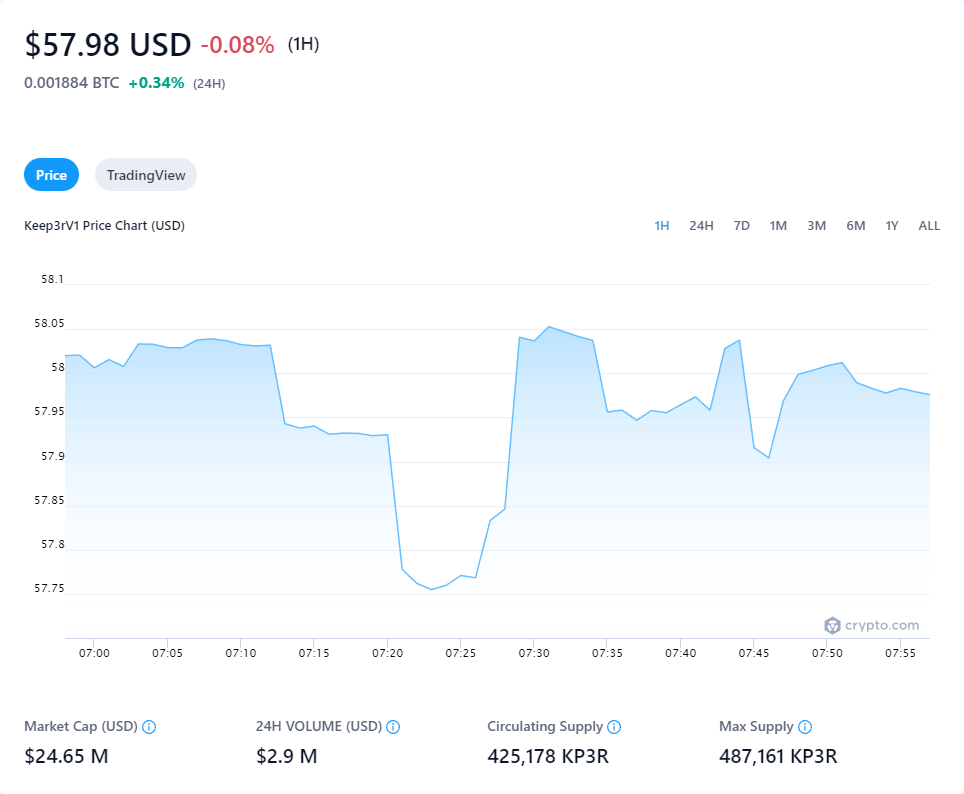 $57.98 USD -0.08% (1H)
0.001884 BTC +0.34% (24H)
Price TradingView
Keep3rV1 Price Chart (USD) 1H 24H 7D 1M 3M 6M 1Y ALL
58.1
58.05
58
57.95
57.9
57.85
57.8
57.75
crypto.com
07:00 07:05 07:10 07:15 07:20 07:25 07:30 07:35 07:40 07:45 07:50 07:55
Market Cap (USD) 24H VOLUME (USD) Circulating Supply Max Supply
$24.65 M $2.9 M 425,178 KP3R 487,161 KP3R